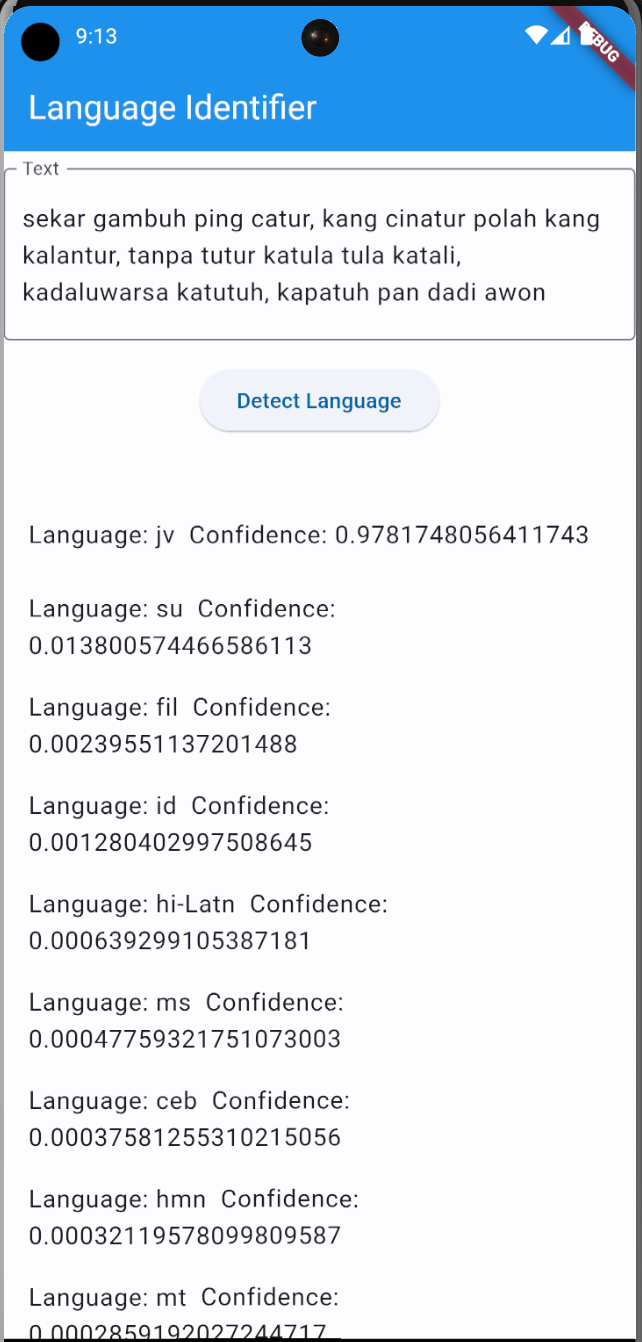 9:13
DEBUG
Language Identifier
Text
sekar gambuh ping catur, kang cinatur polah kang
kalantur, tanpa tutur katula tula katali,
kadaluwarsa katutuh, kapatuh pan dadi awon
Detect Language
Language: jv  Confidence: 0.9781748056411743
Language: su  Confidence:
0.013800574466586113
Language: fil  Confidence:
0.00239551137201488
Language: id  Confidence:
0.001280402997508645
Language: hi-Latn  Confidence:
0.000639299105387181
Language: ms  Confidence:
0.00047759321751073003
Language: ceb  Confidence:
0.00037581255310215056
Language: hmn  Confidence:
0.00032119578099809587
Language: mt  Confidence:
0.0002859192027244717